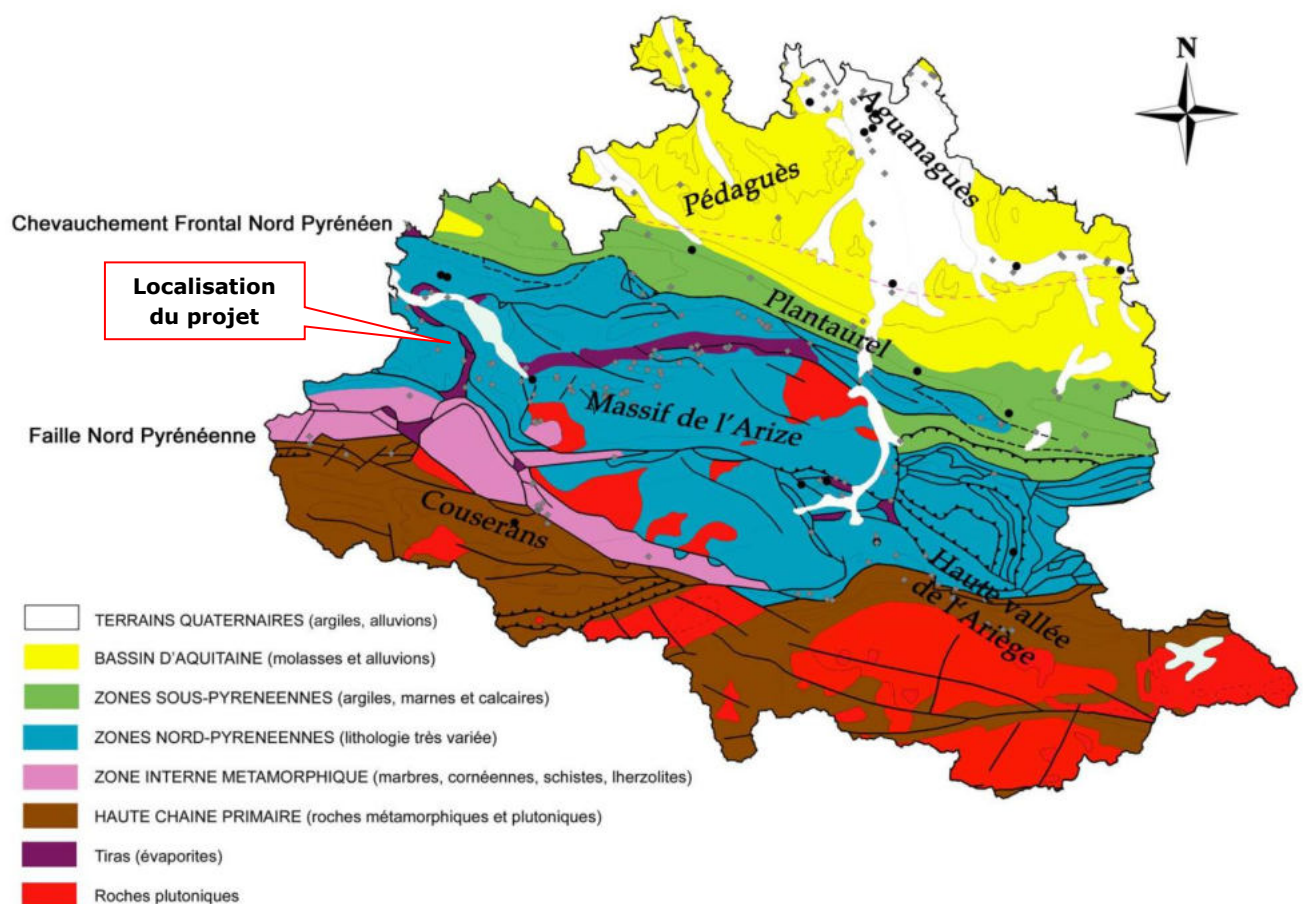 N
Aguanaguès
Pédaguès
Chevauchement Frontal Nord Pyrénéen
Localisation
du projet
Plantaurel
Massif de l'Arize
Faille Nord Pyrénéenne
Couserans
Haute vallée
de l'Ariège
TERRAINS QUATERNAIRES (argiles, alluvions)
BASSIN D'AQUITAINE (molasses et alluvions)
ZONES SOUS-PYRENEENNES (argiles, marnes et calcaires)
ZONES NORD-PYRENEENNES (lithologie très variée)
ZONE INTERNE METAMORPHIQUE (marbres, cornéennes, schistes, lherzolites)
HAUTE CHAINE PRIMAIRE (roches métamorphiques et plutoniques)
Tiras (évaporites)
Roches plutoniques